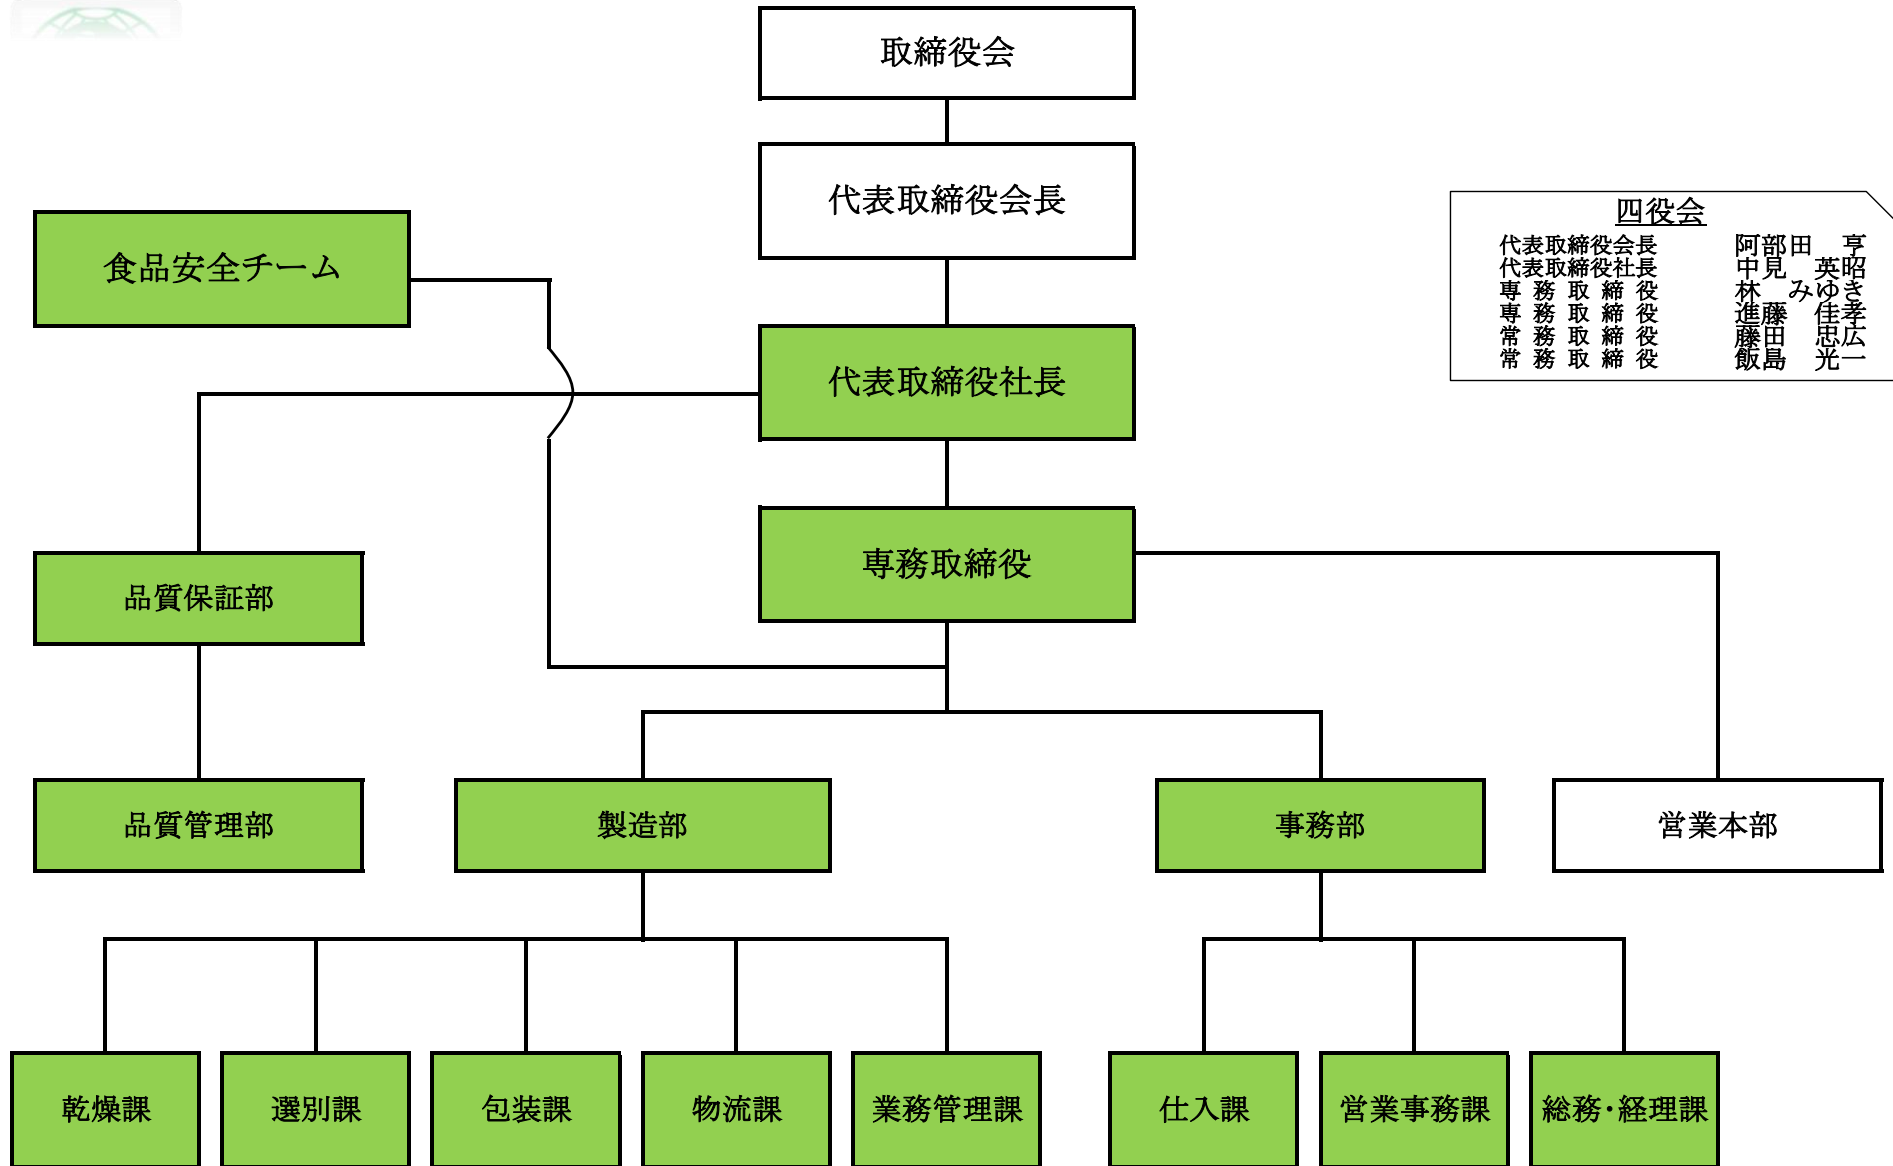 取締役会
代表取締役会長
四役会
代表取締役会長 阿部田 亨
代表取締役社長 中見 英昭
専務取締役 林 みゆき
専務取締役 進藤 佳孝
常務取締役 藤田 忠広
常務取締役 飯島 光一
食品安全チーム
代表取締役社長
専務取締役
品質保証部
品質管理部
製造部
事務部
営業本部
乾燥課
選別課
包装課
物流課
業務管理課
仕入課
営業事務課
総務・経理課